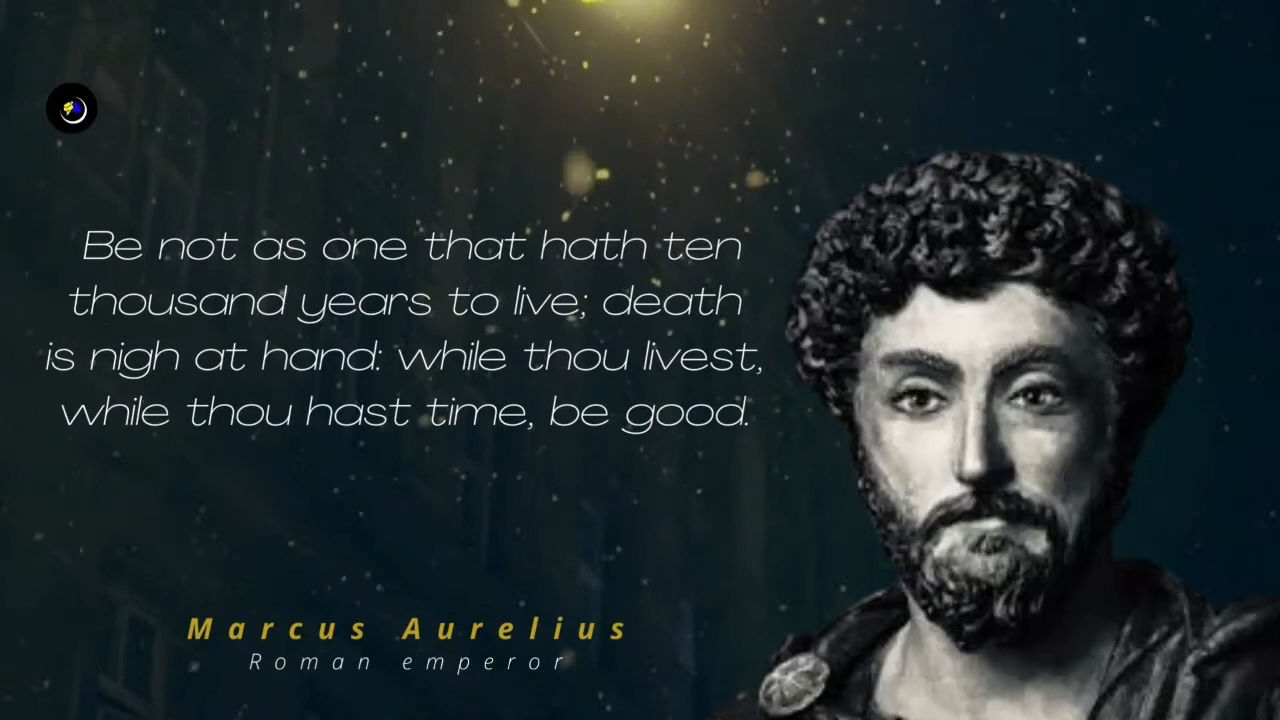 Be not as one that hath ten
thousand years to live; death
is nigh at hand: while thou livest,
while thou hast time, be good.
Marcus Aurelius
Roman emperor